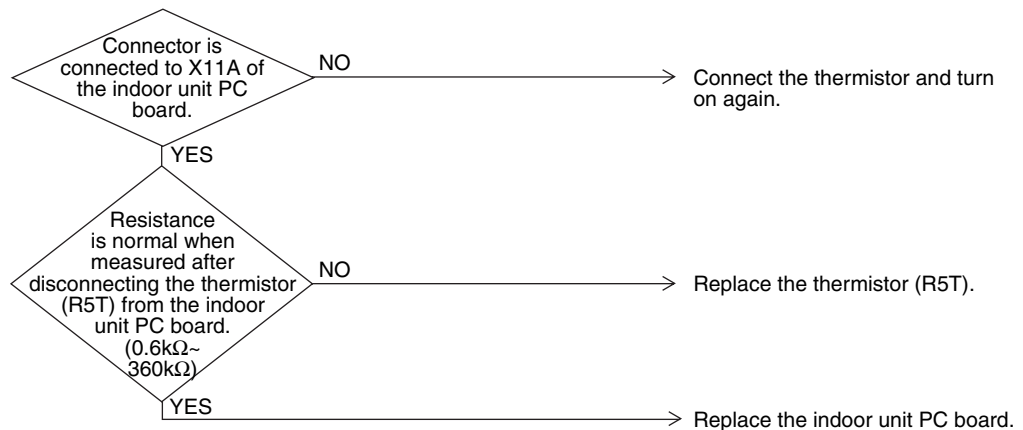 Connector is
connected to X11A of
the indoor unit PC
board.
NO
Connect the thermistor and turn
on again.
YES
Resistance
is normal when
measured after
disconnecting the thermistor
(R5T) from the indoor
unit PC board.
(0.6kΩ~
360kΩ)
NO
Replace the thermistor (R5T).
YES
Replace the indoor unit PC board.